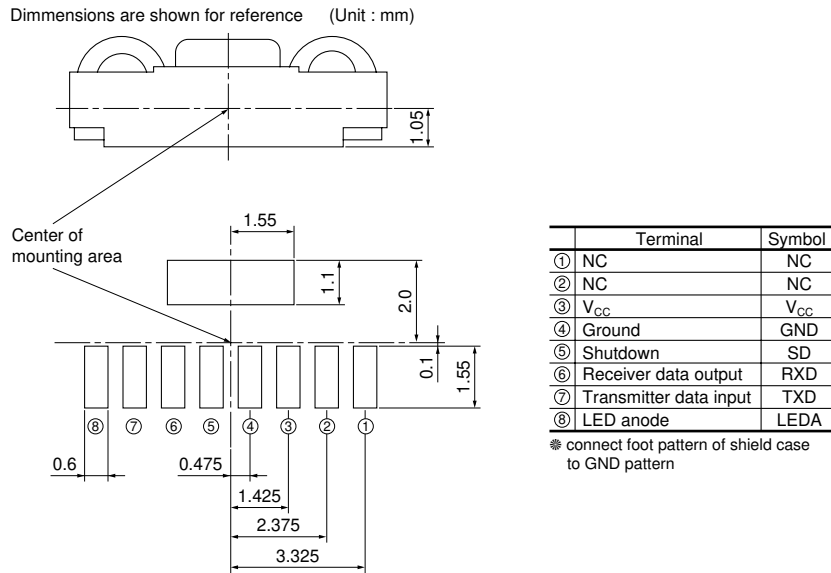 Dimmensions are shown for reference (Unit : mm)
1.05
Center of
mounting area
1.55
1.1
2.0
0.1
1.55
⑧ ⑦ ⑥ ⑤ ④ ③ ② ①
0.6
0.475
1.425
2.375
3.325
Terminal Symbol
① NC NC
② NC NC
③ VCC VCC
④ Ground GND
⑤ Shutdown SD
⑥ Receiver data output RXD
⑦ Transmitter data input TXD
⑧ LED anode LEDA
※ connect foot pattern of shield case
to GND pattern